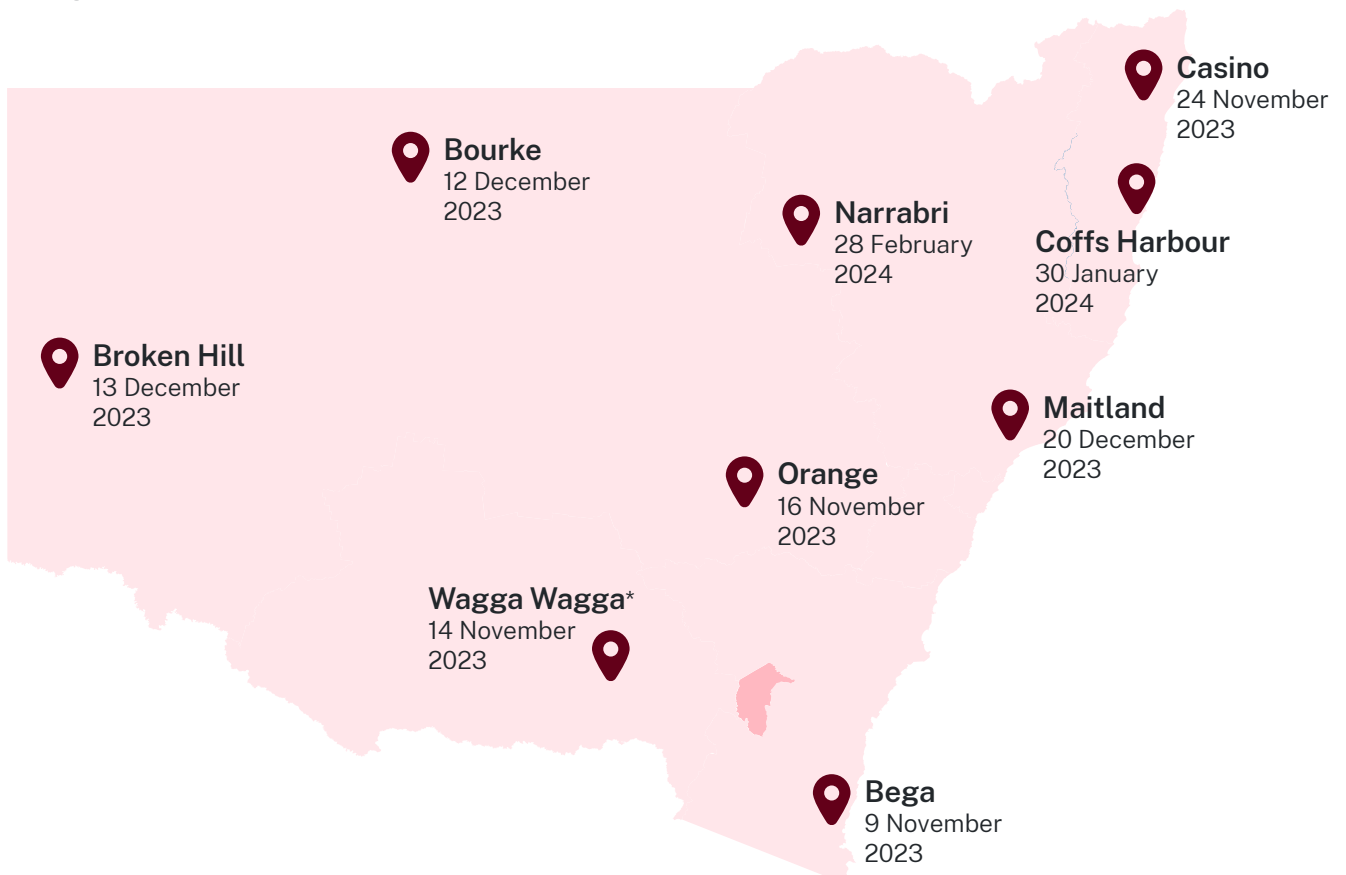 Casino
24 November
2023
Bourke
12 December
2023
Narrabri
28 February
2024
Coffs Harbour
30 January
2024
Broken Hill
13 December
2023
Maitland
20 December
2023
Orange
16 November
2023
Wagga Wagga*
14 November
2023
Bega
9 November
2023